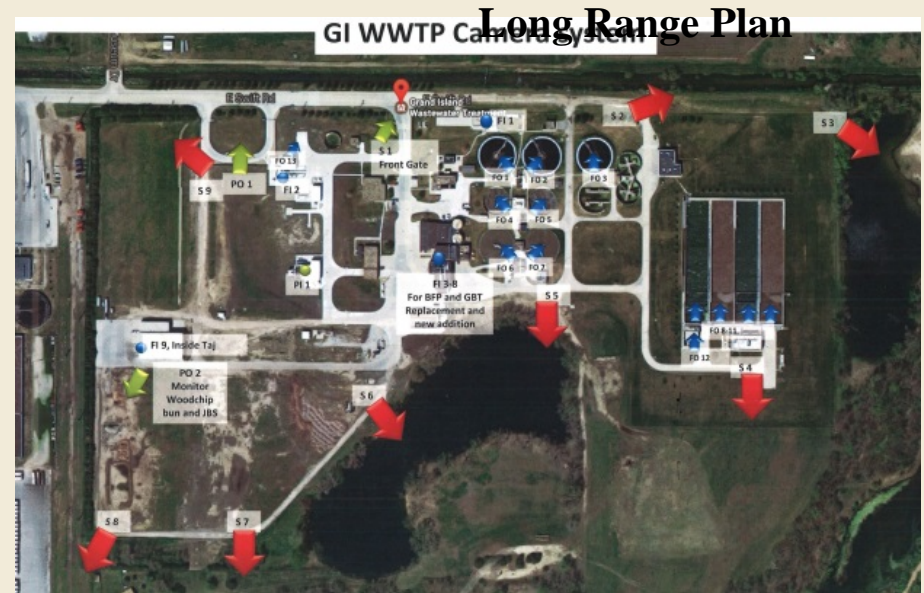 Long Range Plan
GI WWTP Camera System
E Swift Rd
Grand Island
Wastewater Treatm
FI 1
S 2
S 3
S 1
Front Gate
FO 13
FI 2
S 9
PO 1
FO 1
FO 2
FO 3
FO 4
FO 5
FO 6
FO 7
PI 1
FI 3-8
For BFP and GBT
Replacement and
new addition
S 5
FO 8-11
FO 12
S 4
FI 9, Inside Taj
PO 2
Monitor
Woodchip
bun and JBS
S 6
S 8
S 7